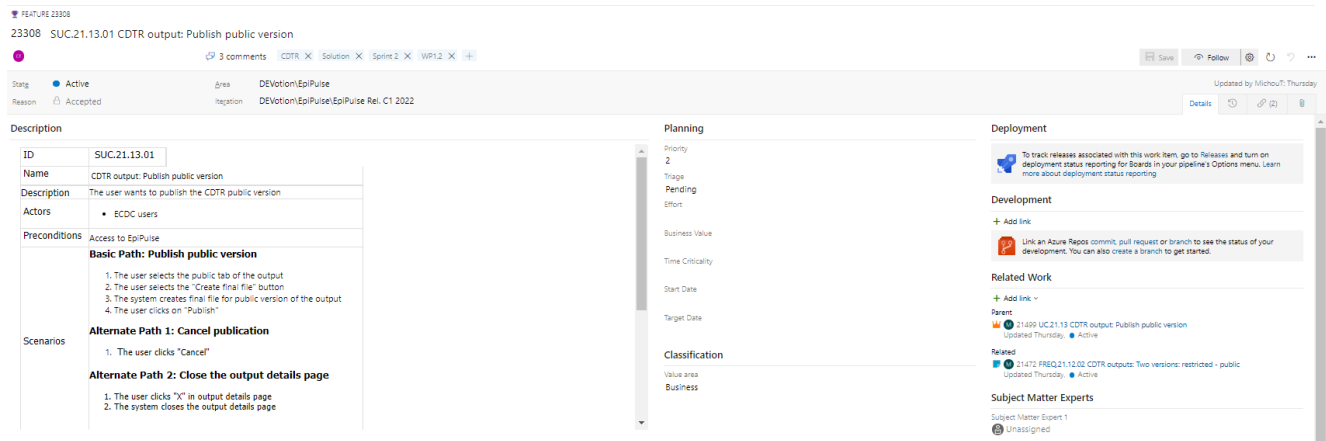 FEATURE 23308
23308 SUC.21.13.01 CDTR output: Publish public version
3 comments CDTR Solution Sprint 2 WP1.2 Save Follow
State Active Area DEVotion\EpiPulse Updated by MichouT: Thursday
Reason Accepted Iteration DEVotion\EpiPulse\EpiPulse Rel. C1 2022 Details (2)
Description
ID SUC.21.13.01
Name CDTR output: Publish public version
Description The user wants to publish the CDTR public version
Actors • ECDC users
Preconditions Access to EpiPulse
Scenarios
Basic Path: Publish public version
1. The user selects the public tab of the output
2. The user selects the "Create final file" button
3. The system creates final file for public version of the output
4. The user clicks on "Publish"
Alternate Path 1: Cancel publication
1. The user clicks "Cancel"
Alternate Path 2: Close the output details page
1. The user clicks "X" in output details page
2. The system closes the output details page
Planning
Priority
2
Triage
Pending
Effort
Business Value
Time Criticality
Start Date
Target Date
Classification
Value area
Business
Deployment
To track releases associated with this work item, go to Releases and turn on
deployment status reporting for Boards in your pipeline's Options menu. Learn
more about deployment status reporting
Development
+ Add link
Link an Azure Repos commit, pull request or branch to see the status of your
development. You can also create a branch to get started.
Related Work
+ Add link
Parent
M 21499 UC.21.13 CDTR output: Publish public version
Updated Thursday, Active
Related
M 21472 FREQ.21.12.02 CDTR outputs: Two versions: restricted - public
Updated Thursday, Active
Subject Matter Experts
Subject Matter Expert 1
Unassigned